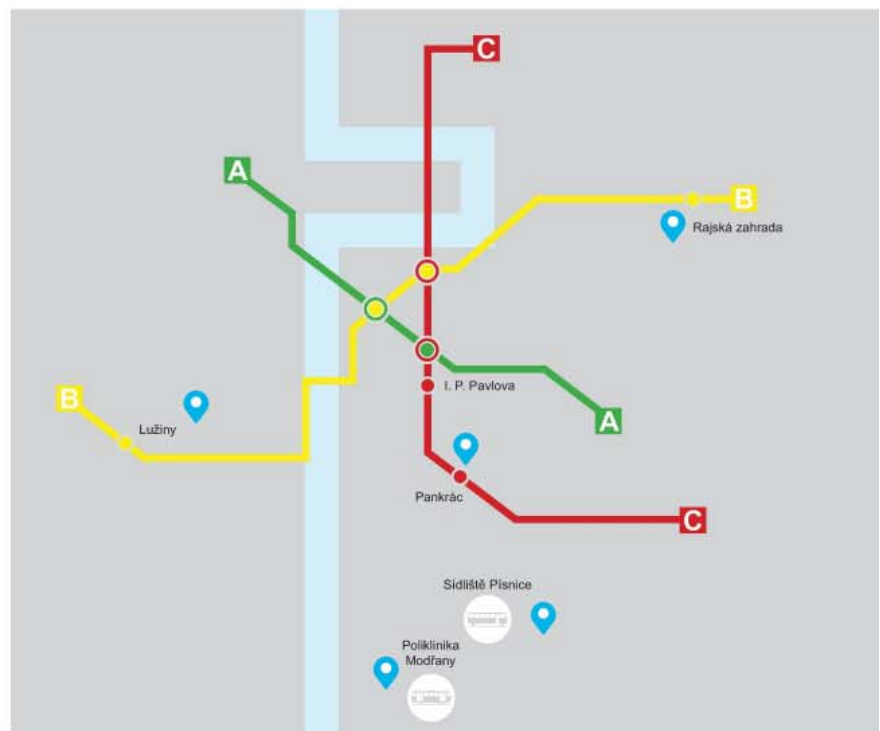 C
A
B
Rajská zahrada
I. P. Pavlova
B
Lužiny
A
Pankrác
C
Sídliště Písnice
Poliklinika
Modřany